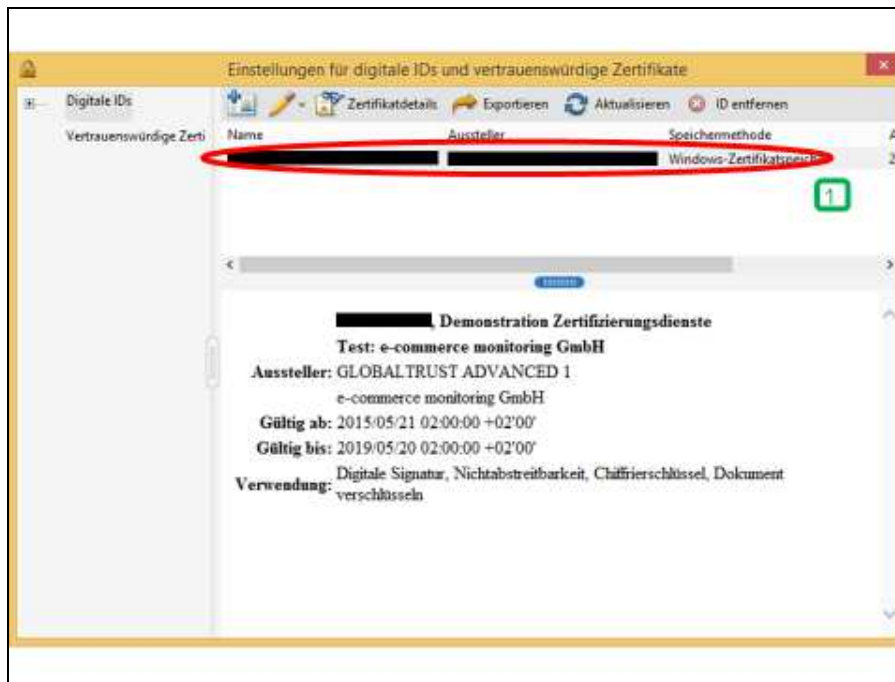 Einstellungen für digitale IDs und vertrauenswürdige Zertifikate
Digitale IDs
Vertrauenswürdige Zerti
Zertifikatdetails Exportieren Aktualisieren ID entfernen
Name Aussteller Speichermethode A
Windows-Zertifikatspeich 2
1
, Demonstration Zertifizierungsdienste
Test: e-commerce monitoring GmbH
Aussteller: GLOBALTRUST ADVANCED 1
e-commerce monitoring GmbH
Gültig ab: 2015/05/21 02:00:00 +02'00'
Gültig bis: 2019/05/20 02:00:00 +02'00'
Verwendung: Digitale Signatur, Nichtabstreitbarkeit, Chiffrierschlüssel, Dokument
verschlüsseln